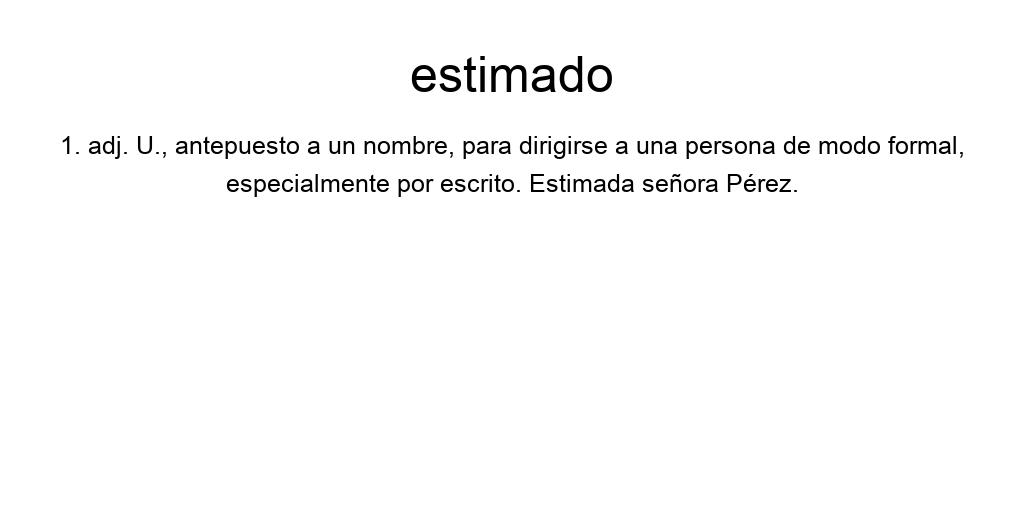 estimado
1. adj. U., antepuesto a un nombre, para dirigirse a una persona de modo formal,
especialmente por escrito. Estimada señora Pérez.